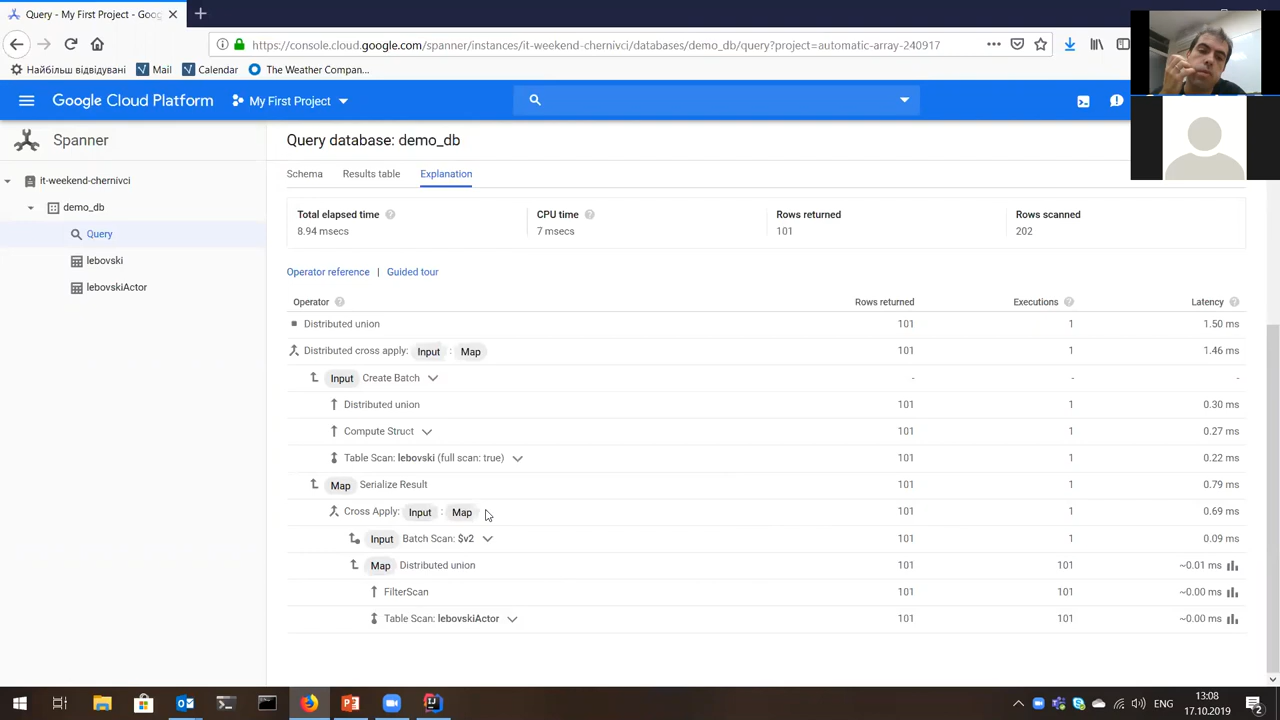 Query - My First Project - Goog
https://console.cloud.google.com/spanner/instances/it-weekend-chernivci/databases/demo_db/query?project=automatic-array-240917
Найбільш відвідувані Mail Calendar The Weather Compan...
Google Cloud Platform My First Project
Spanner
Query database: demo_db
it-weekend-chernivci
demo_db
Query
lebovski
lebovskiActor
Schema Results table Explanation
Total elapsed time CPU time Rows returned Rows scanned
8.94 msecs 7 msecs 101 202
Operator reference | Guided tour
Operator Rows returned Executions Latency
Distributed union 101 1 1.50 ms
Distributed cross apply: Input : Map 101 1 1.46 ms
Input Create Batch - - -
Distributed union 101 1 0.30 ms
Compute Struct 101 1 0.27 ms
Table Scan: lebovski (full scan: true) 101 1 0.22 ms
Map Serialize Result 101 1 0.79 ms
Cross Apply: Input : Map 101 1 0.69 ms
Input Batch Scan: $v2 101 1 0.09 ms
Map Distributed union 101 101 ~0.01 ms
FilterScan 101 101 ~0.00 ms
Table Scan: lebovskiActor 101 101 ~0.00 ms
ENG 13:08
17.10.2019 2